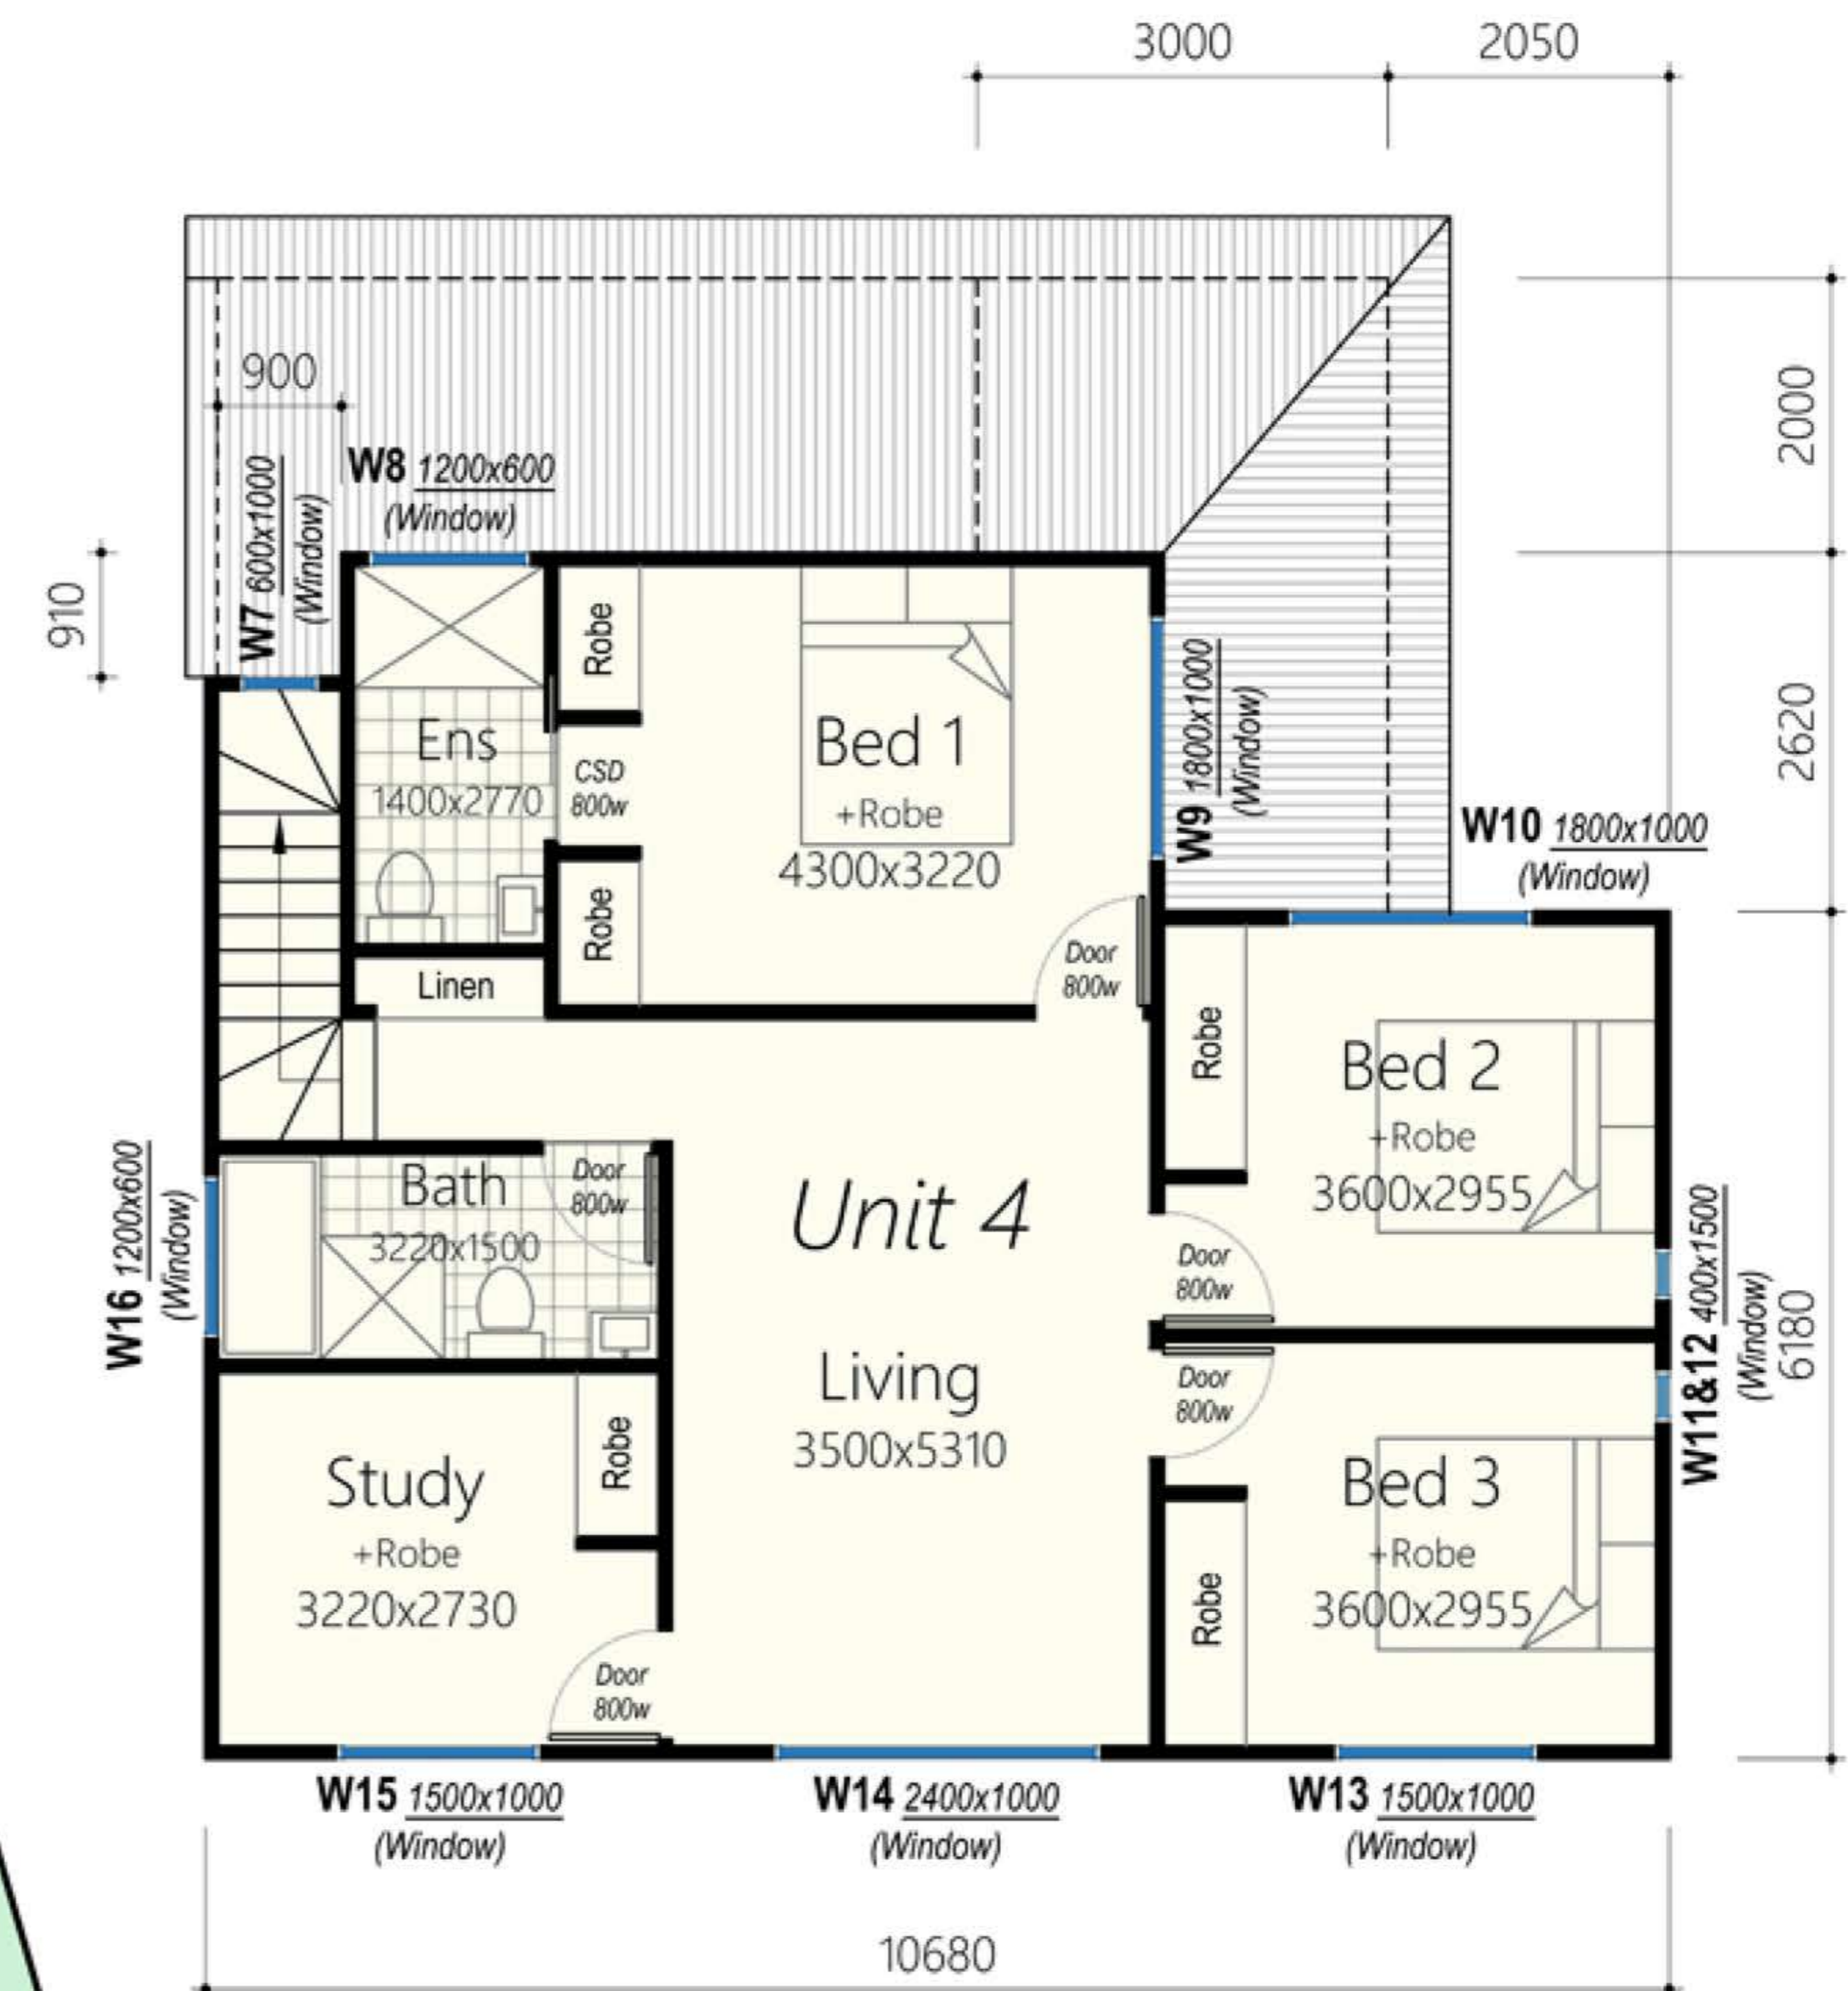 3000
2050
900
2000
W8 1200x600
(Window)
W7 600x1000
(Window)
910
Robe
Ens
1400x2770
CSD
800w
Bed 1
+Robe
4300x3220
W9 1800x1000
(Window)
2620
W10 1800x1000
(Window)
Robe
Linen
Door
800w
Robe
Bed 2
+Robe
3600x2955
W16 1200x600
(Window)
Bath
3220x1500
Door
800w
Unit 4
Door
800w
W11&12 400x1500
(Window)
6180
Living
3500x5310
Door
800w
Study
+Robe
3220x2730
Robe
Bed 3
+Robe
3600x2955
Robe
Door
800w
W15 1500x1000
(Window)
W14 2400x1000
(Window)
W13 1500x1000
(Window)
10680